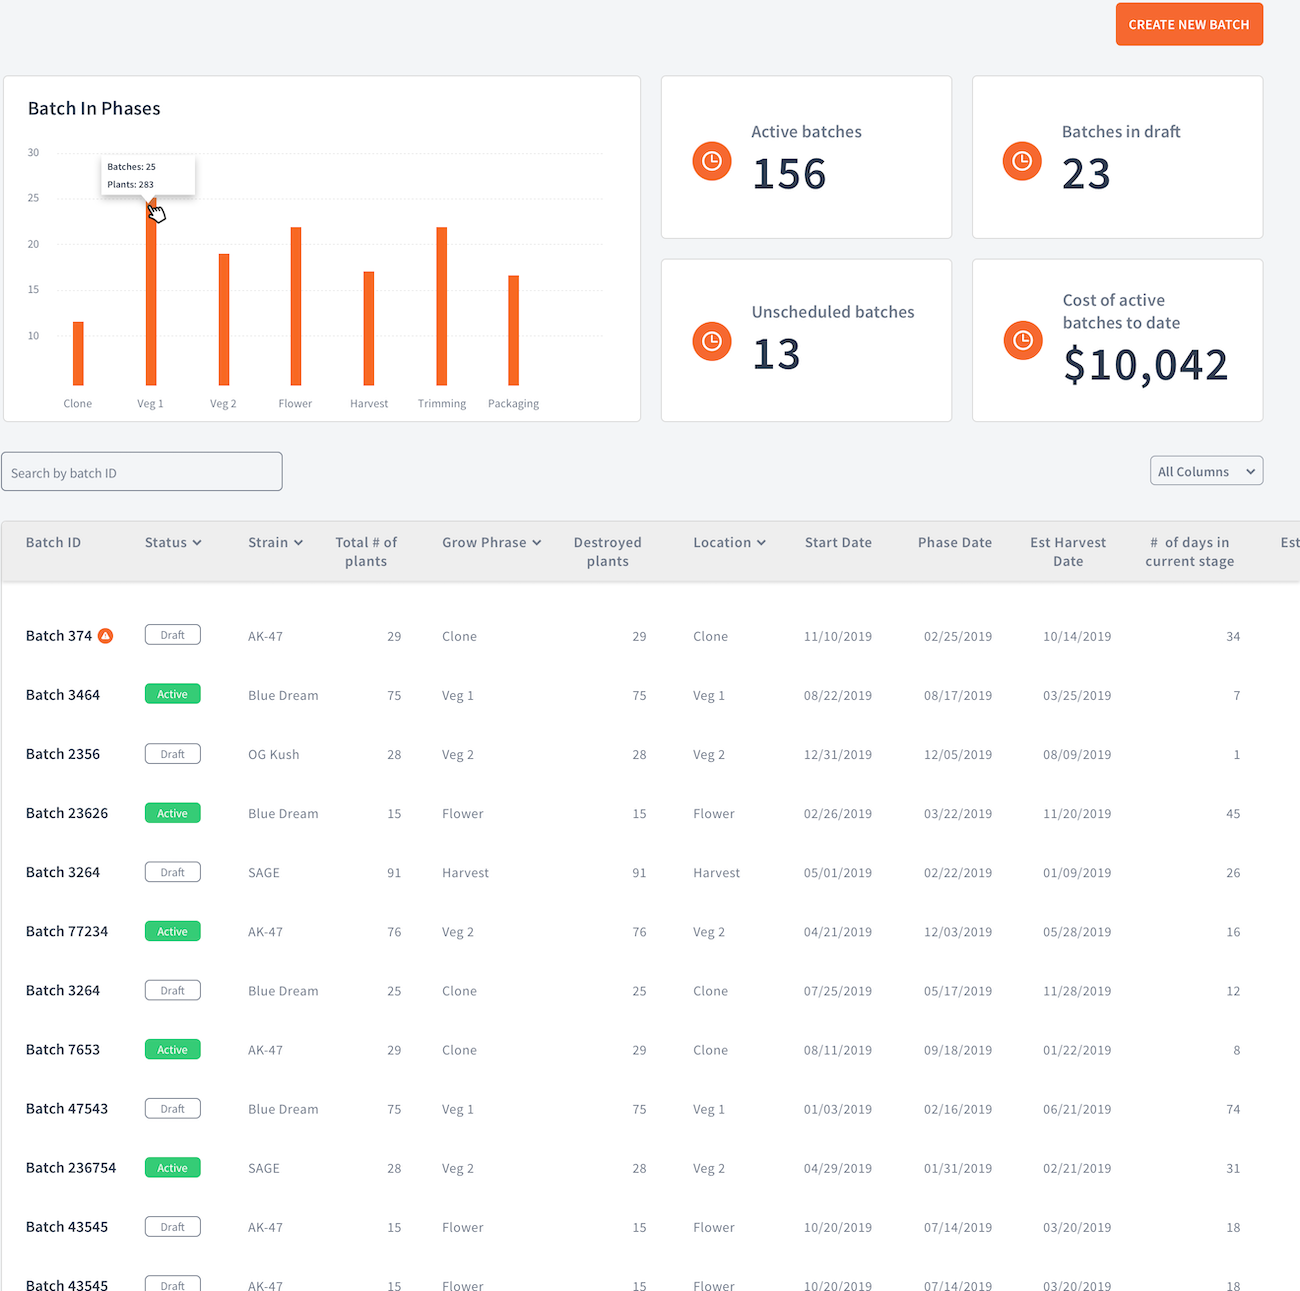 CREATE NEW BATCH
Batch In Phases
30
25
20
15
10
Batches: 25
Plants: 283
Clone Veg 1 Veg 2 Flower Harvest Trimming Packaging
Active batches
156
Batches in draft
23
Unscheduled batches
13
Cost of active
batches to date
$10,042
Search by batch ID
All Columns
Batch ID Status Strain Total # of plants Grow Phrase Destroyed plants Location Start Date Phase Date Est Harvest Date # of days in current stage Est
Batch 374 Draft AK-47 29 Clone 29 Clone 11/10/2019 02/25/2019 10/14/2019 34
Batch 3464 Active Blue Dream 75 Veg 1 75 Veg 1 08/22/2019 08/17/2019 03/25/2019 7
Batch 2356 Draft OG Kush 28 Veg 2 28 Veg 2 12/31/2019 12/05/2019 08/09/2019 1
Batch 23626 Active Blue Dream 15 Flower 15 Flower 02/26/2019 03/22/2019 11/20/2019 45
Batch 3264 Draft SAGE 91 Harvest 91 Harvest 05/01/2019 02/22/2019 01/09/2019 26
Batch 77234 Active AK-47 76 Veg 2 76 Veg 2 04/21/2019 12/03/2019 05/28/2019 16
Batch 3264 Draft Blue Dream 25 Clone 25 Clone 07/25/2019 05/17/2019 11/28/2019 12
Batch 7653 Active AK-47 29 Clone 29 Clone 08/11/2019 09/18/2019 01/22/2019 8
Batch 47543 Draft Blue Dream 75 Veg 1 75 Veg 1 01/03/2019 02/16/2019 06/21/2019 74
Batch 236754 Active SAGE 28 Veg 2 28 Veg 2 04/29/2019 01/31/2019 02/21/2019 31
Batch 43545 Draft AK-47 15 Flower 15 Flower 10/20/2019 07/14/2019 03/20/2019 18
Batch 43545 Draft AK-47 15 Flower 15 Flower 10/20/2019 07/14/2019 03/20/2019 18